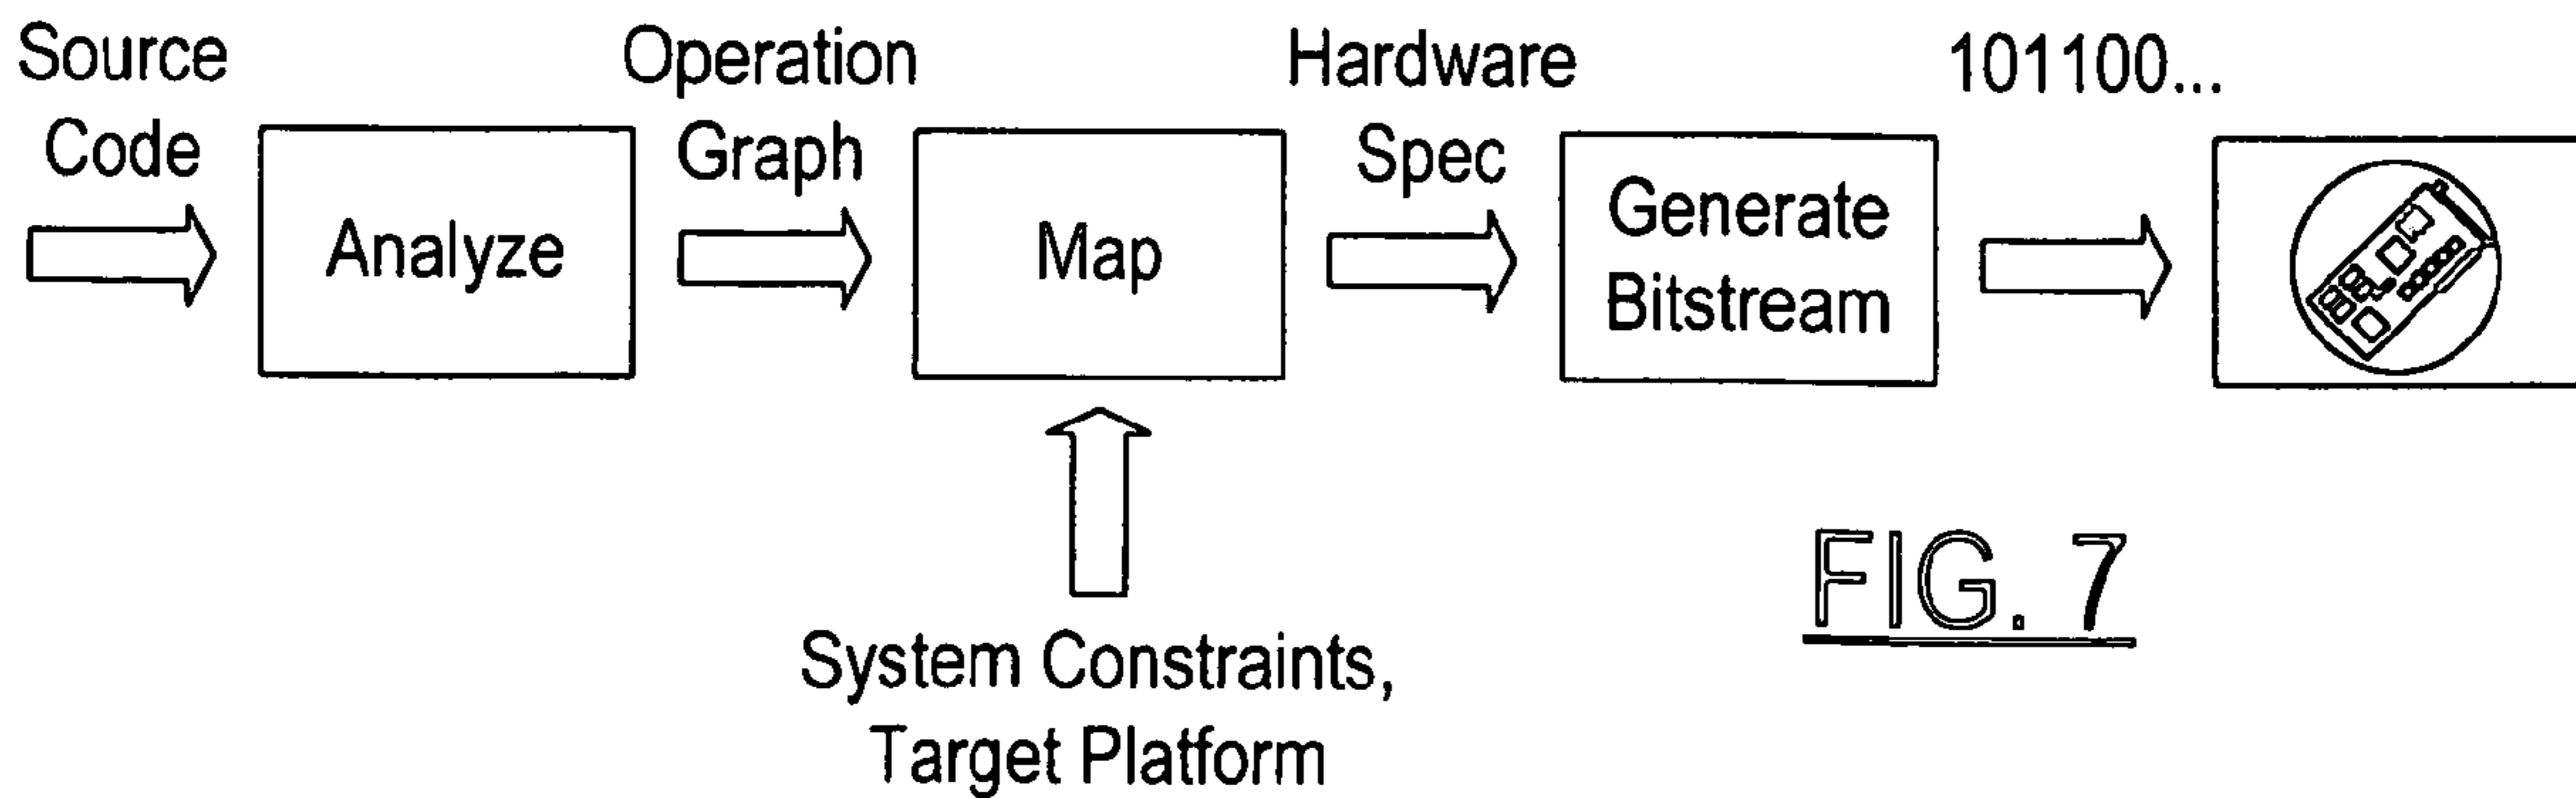 Source
Code
Analyze
Operation
Graph
Map
Hardware
Spec
Generate
Bitstream
101100...
System Constraints,
Target Platform
FIG. 7